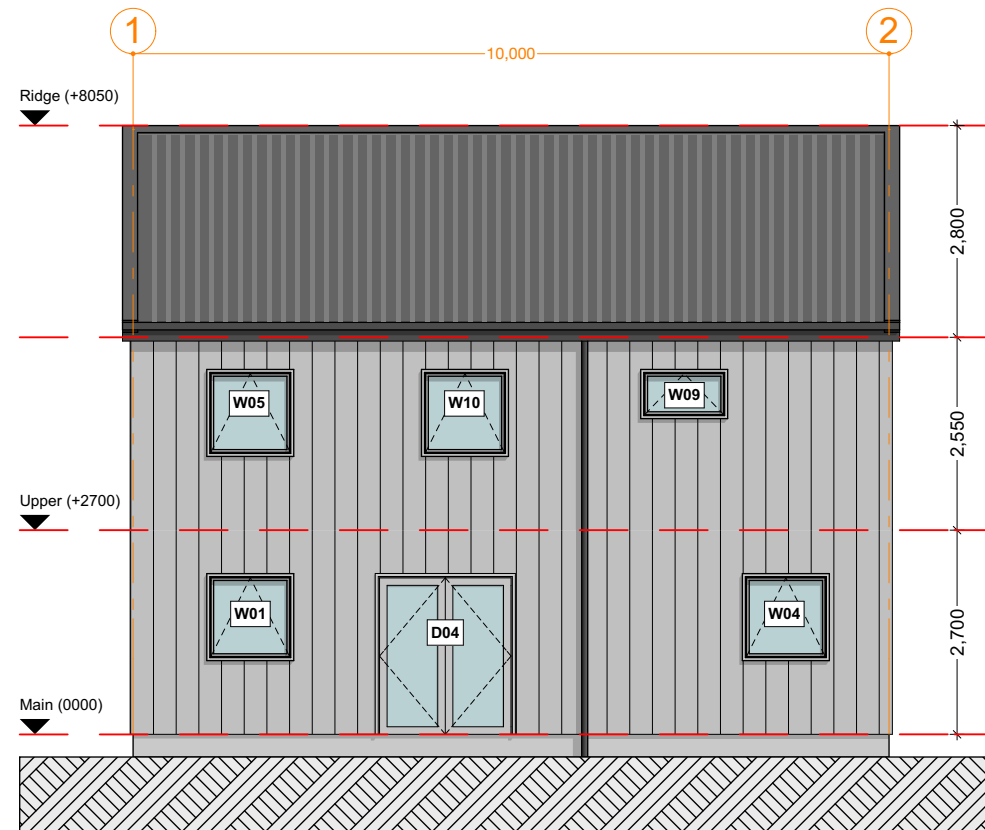 1
2
10,000
Ridge (+8050)
2,800
W05
W10
W09
2,550
Upper (+2700)
W01
D04
W04
2,700
Main (0000)